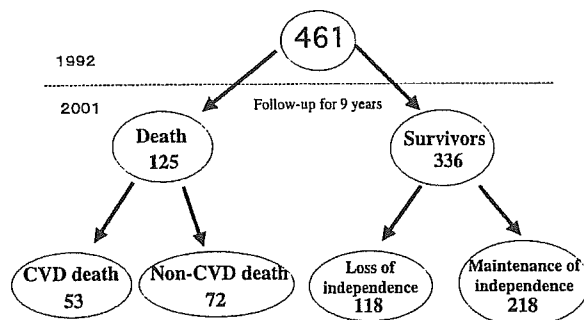 461
1992
2001
Follow-up for 9 years
Death
125
Survivors
336
CVD death
53
Non-CVD death
72
Loss of
independence
118
Maintenance of
independence
218